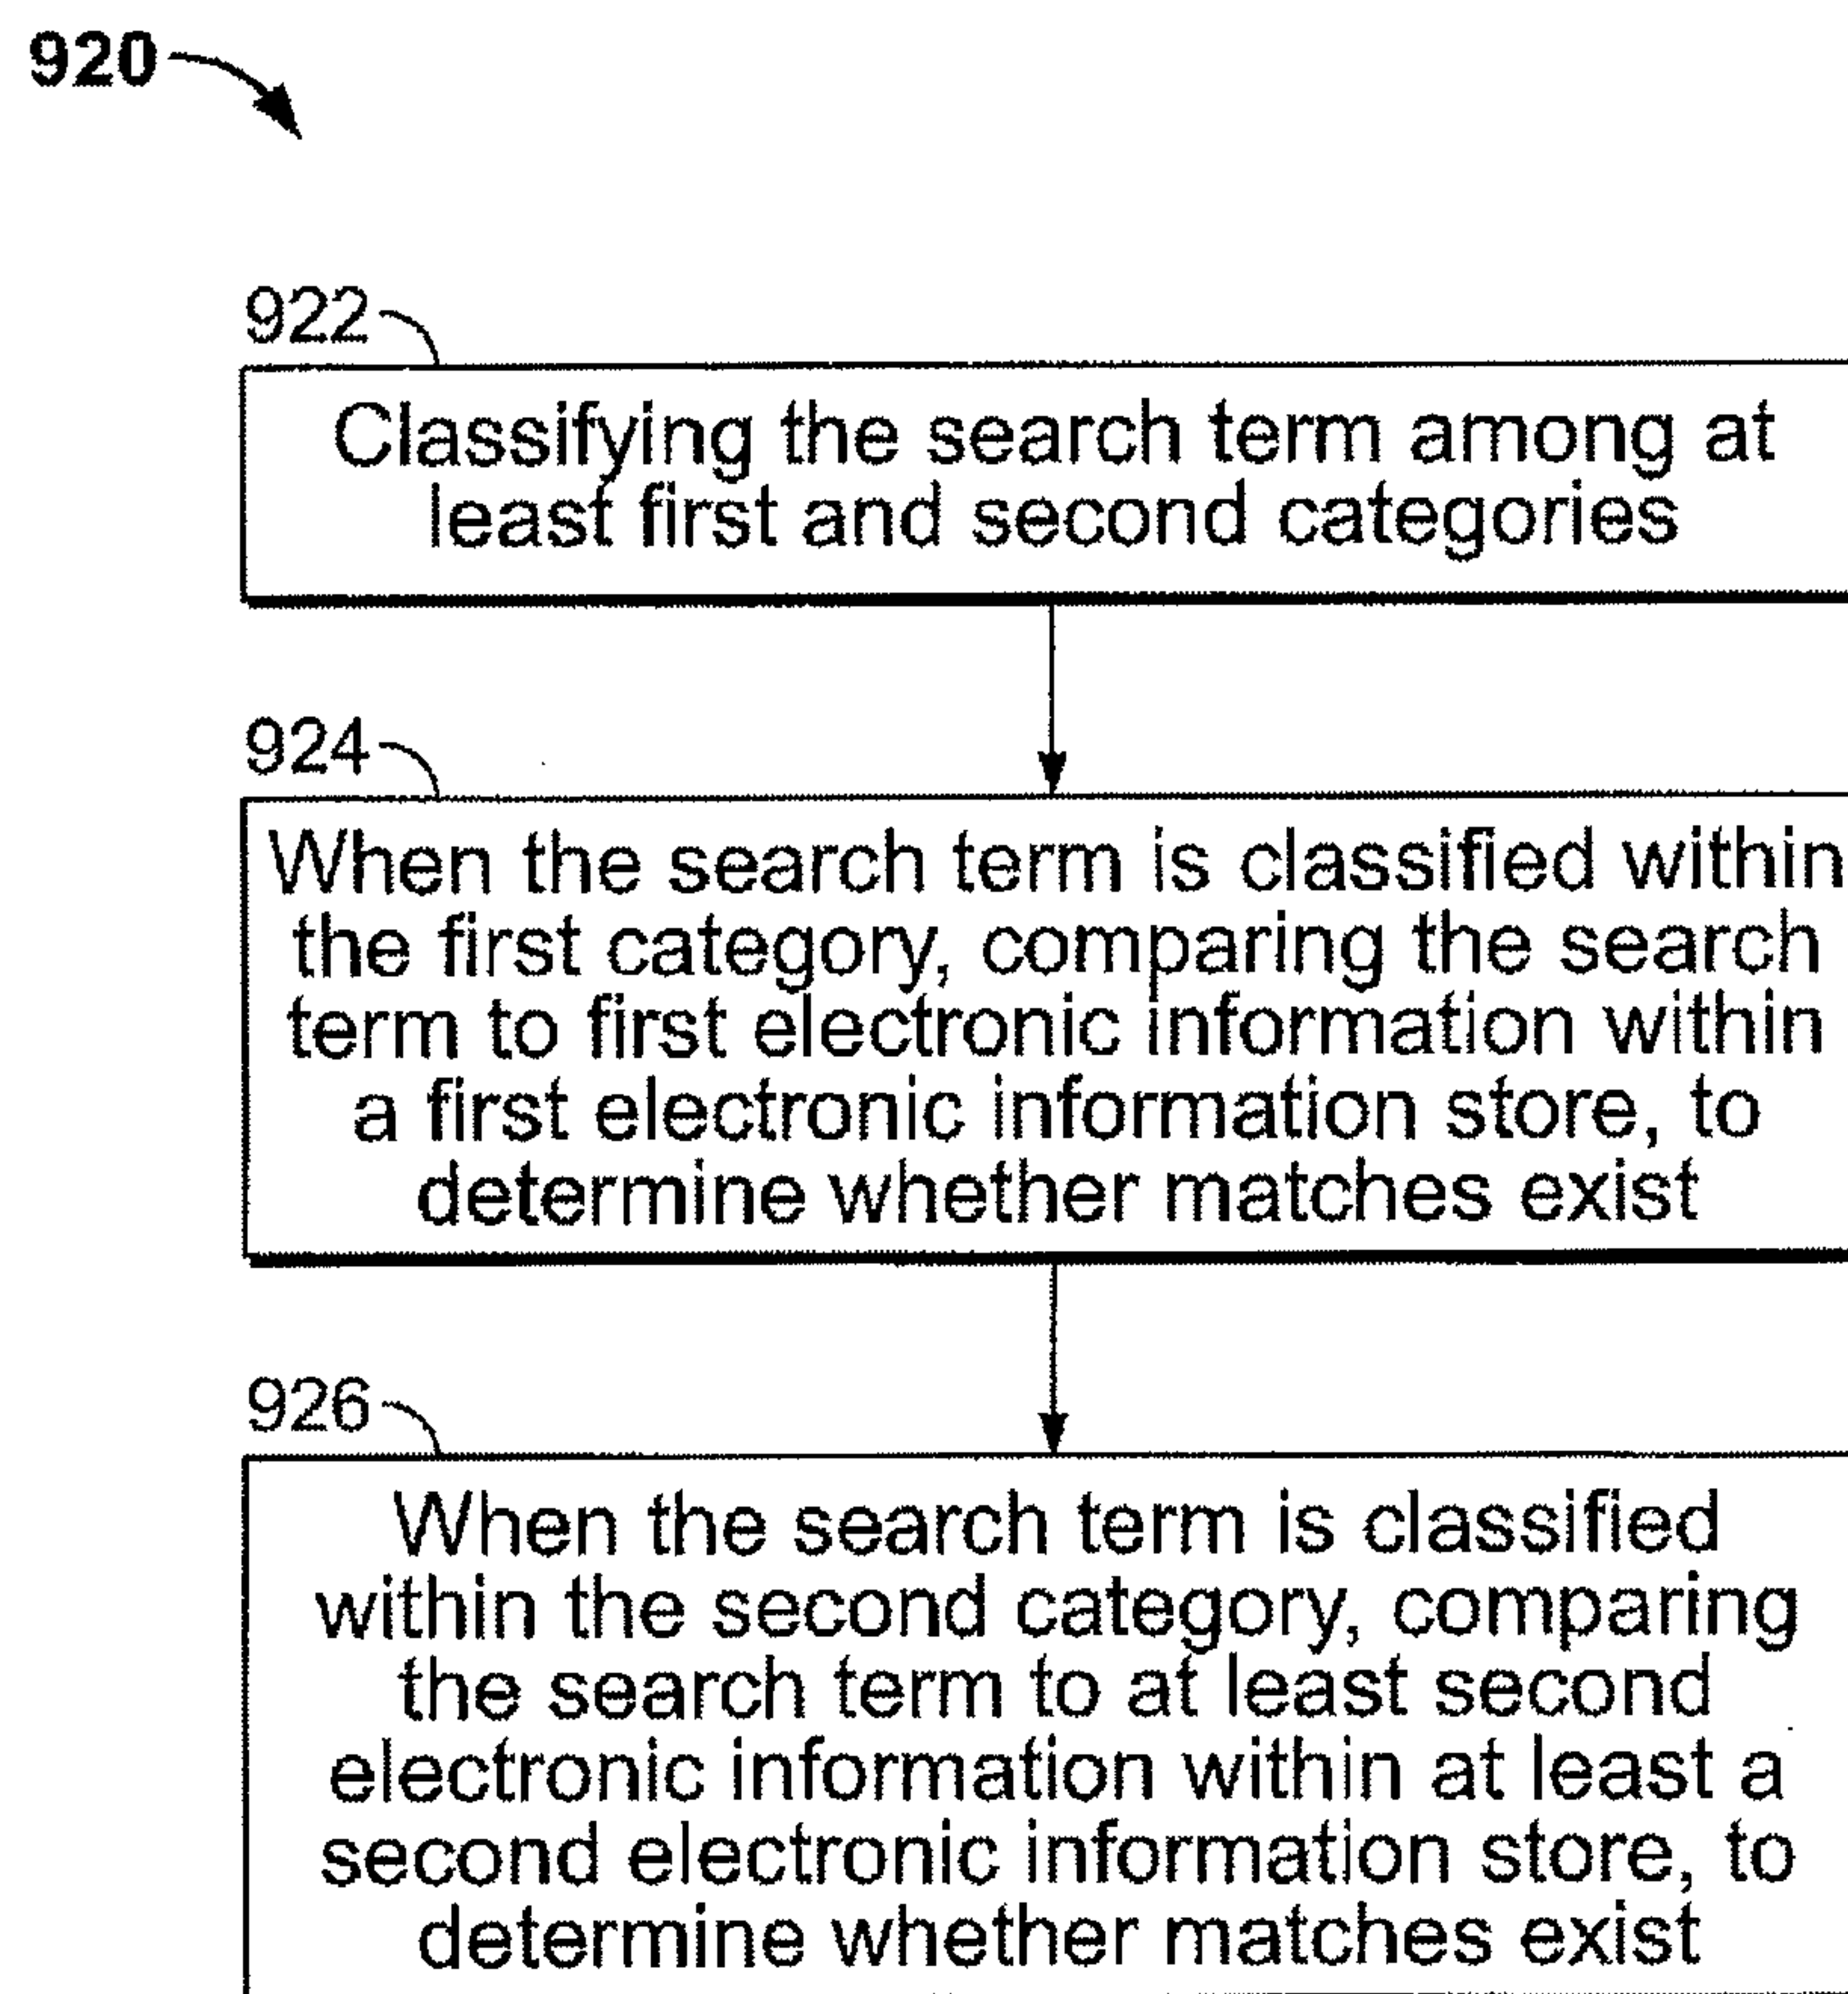 920
922
Classifying the search term among at
least first and second categories
924
When the search term is classified within
the first category, comparing the search
term to first electronic information within
a first electronic information store, to
determine whether matches exist
926
When the search term is classified
within the second category, comparing
the search term to at least second
electronic information within at least a
second electronic information store, to
determine whether matches exist